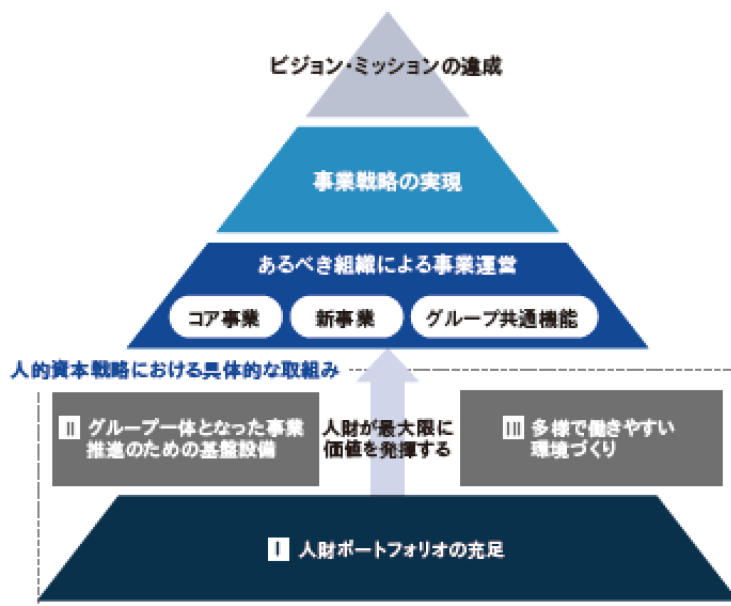 ビジョン・ミッションの達成
事業戦略の実現
あるべき組織による事業運営
コア事業
新事業
グループ共通機能
人的資本戦略における具体的な取組み
II グループ一体となった事業
推進のための基盤設備
人財が最大限に
価値を発揮する
III 多様で働きやすい
環境づくり
I 人財ポートフォリオの充足